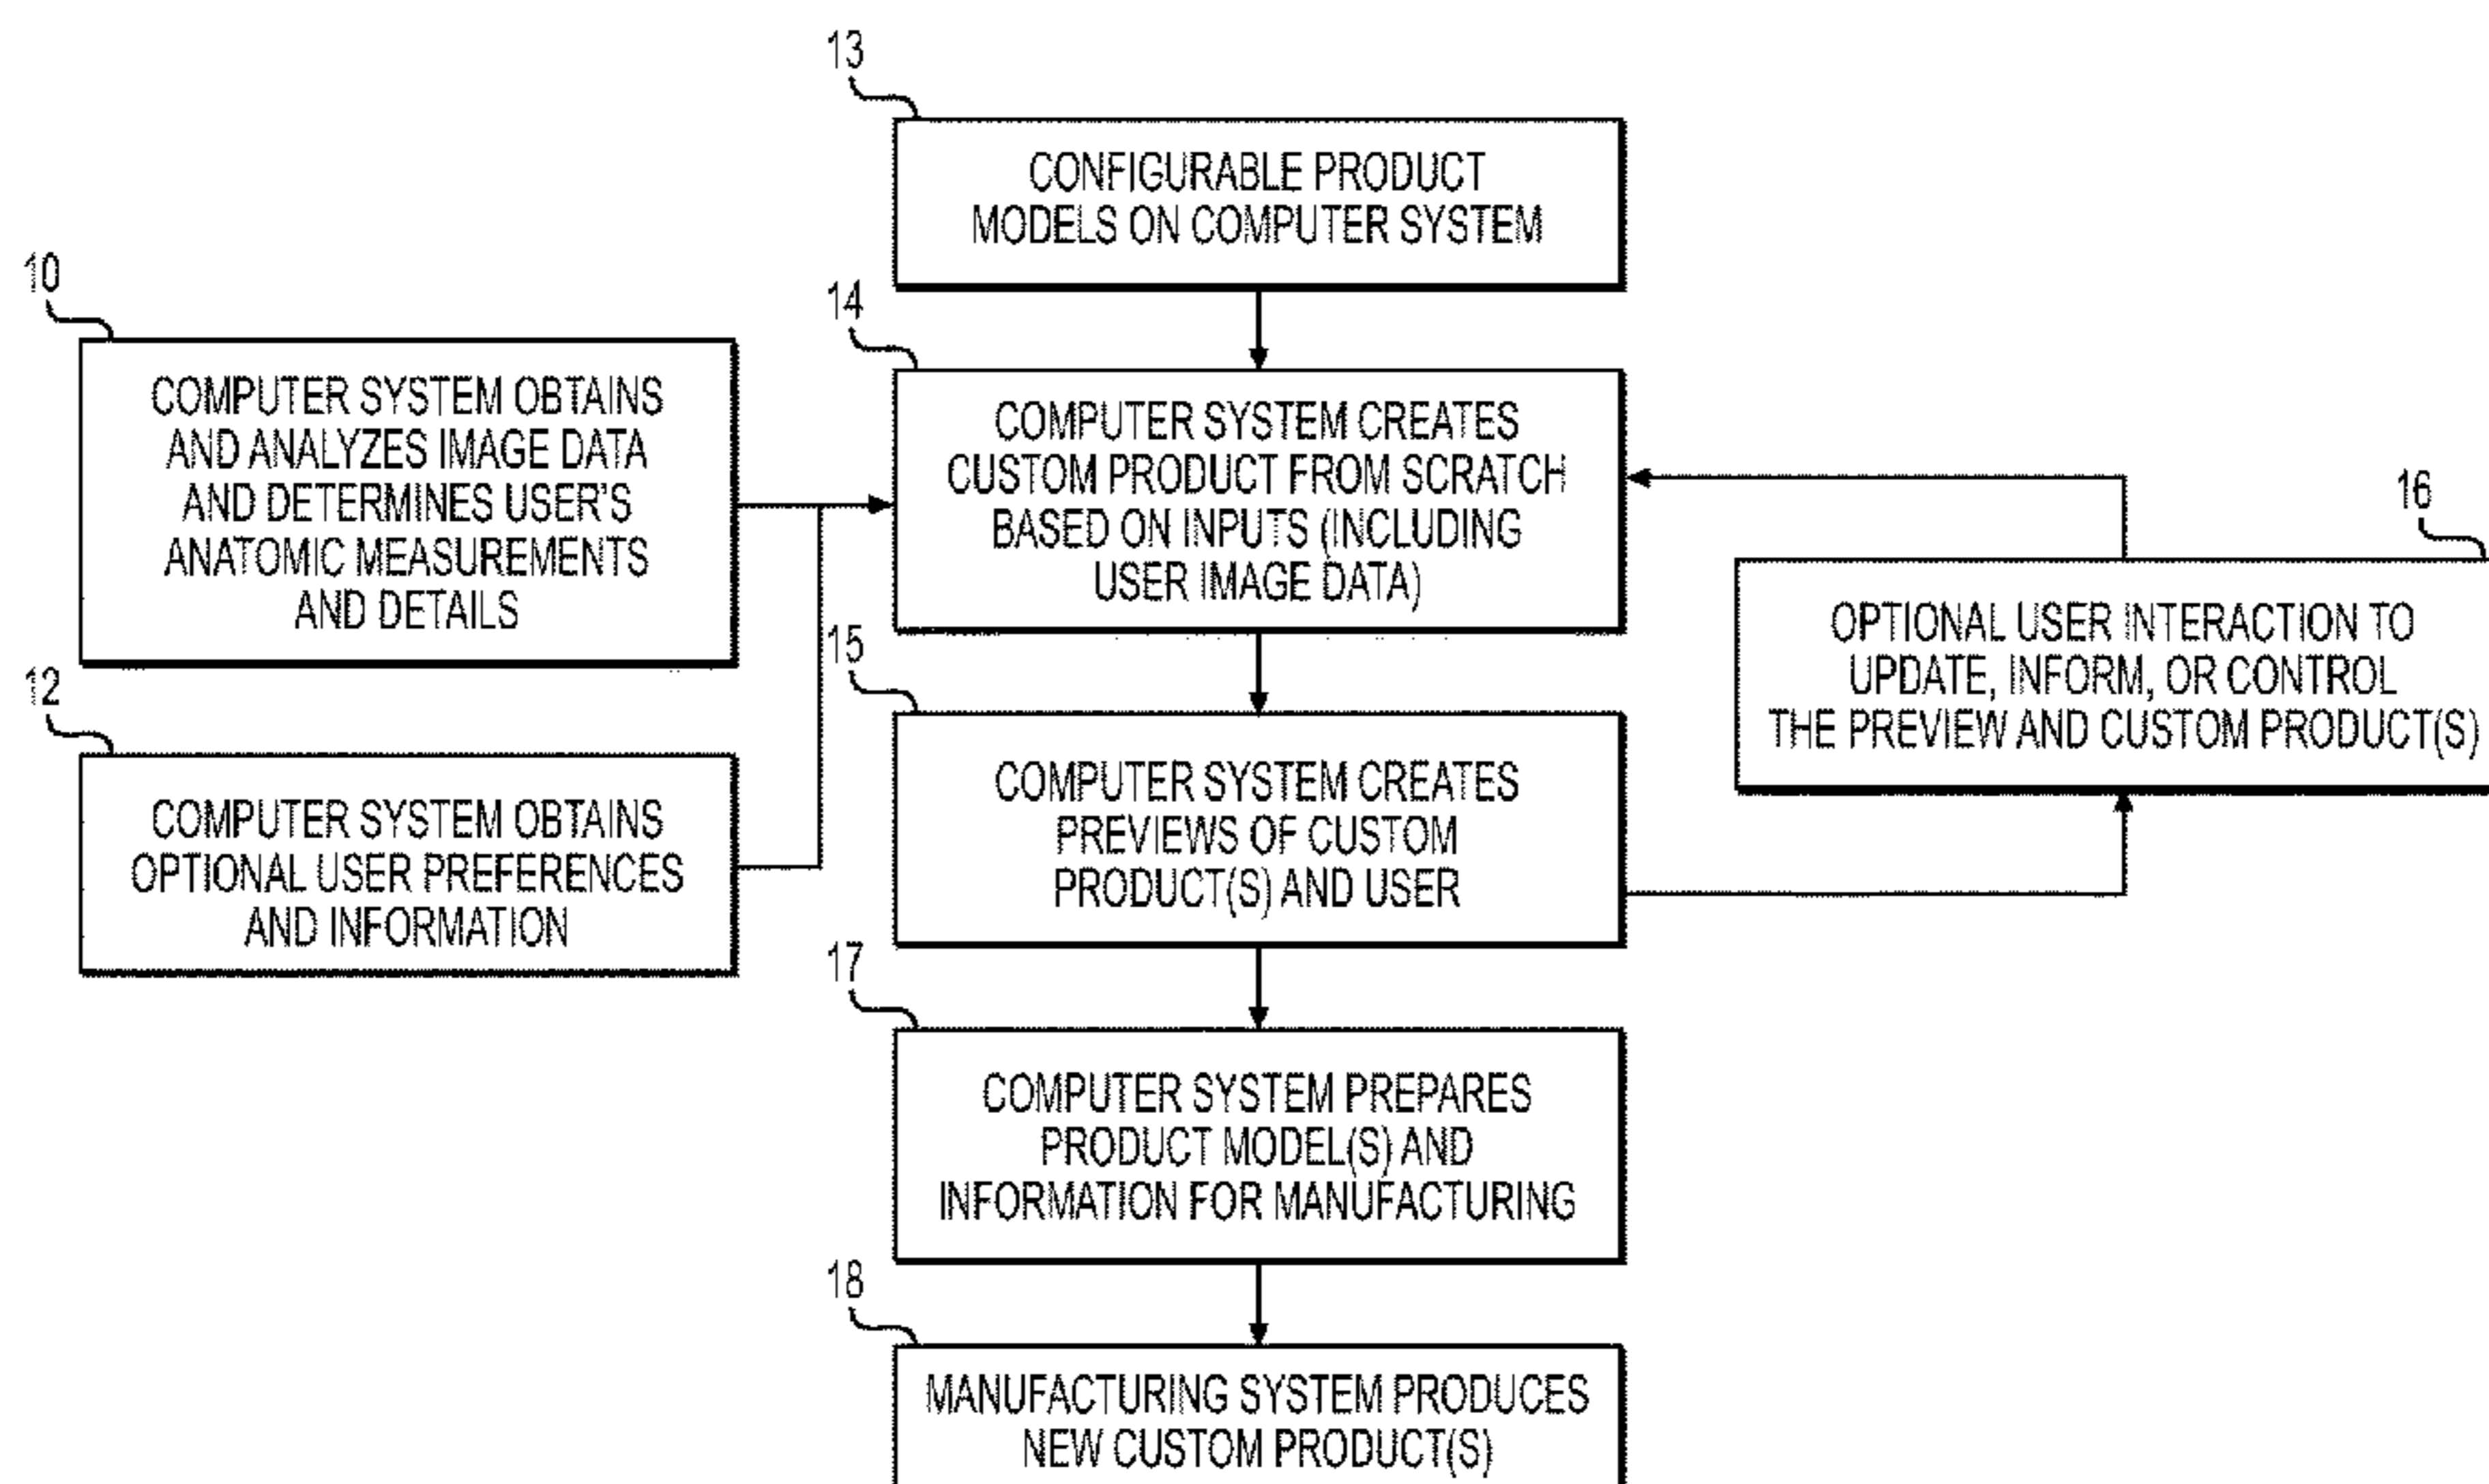 13
CONFIGURABLE PRODUCT
MODELS ON COMPUTER SYSTEM
10
COMPUTER SYSTEM OBTAINS
AND ANALYZES IMAGE DATA
AND DETERMINES USER'S
ANATOMIC MEASUREMENTS
AND DETAILS
12
COMPUTER SYSTEM OBTAINS
OPTIONAL USER PREFERENCES
AND INFORMATION
14
COMPUTER SYSTEM CREATES
CUSTOM PRODUCT FROM SCRATCH
BASED ON INPUTS (INCLUDING
USER IMAGE DATA)
15
COMPUTER SYSTEM CREATES
PREVIEWS OF CUSTOM
PRODUCT(S) AND USER
16
OPTIONAL USER INTERACTION TO
UPDATE, INFORM, OR CONTROL
THE PREVIEW AND CUSTOM PRODUCT(S)
17
COMPUTER SYSTEM PREPARES
PRODUCT MODEL(S) AND
INFORMATION FOR MANUFACTURING
18
MANUFACTURING SYSTEM PRODUCES
NEW CUSTOM PRODUCT(S)